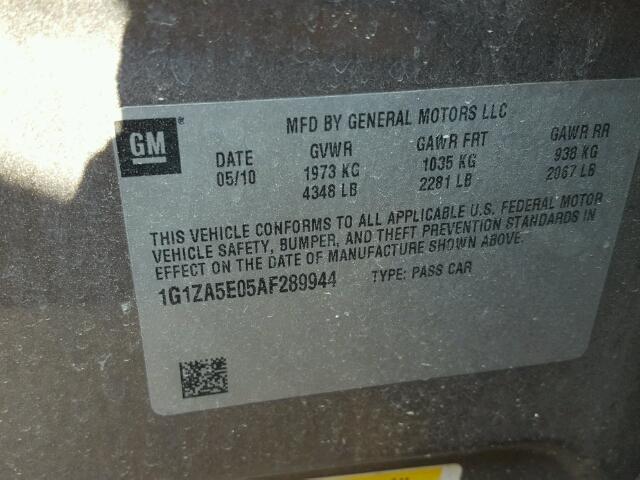 GM
MFD BY GENERAL MOTORS LLC
DATE GVWR GAWR FRT GAWR RR
05/10 1973 KG 1035 KG 938 KG
4348 LB 2281 LB 2067 LB
THIS VEHICLE CONFORMS TO ALL APPLICABLE U.S. FEDERAL MOTOR
VEHICLE SAFETY, BUMPER, AND THEFT PREVENTION STANDARDS IN
EFFECT ON THE DATE OF MANUFACTURE SHOWN ABOVE.
1G1ZA5E05AF289944 TYPE: PASS CAR